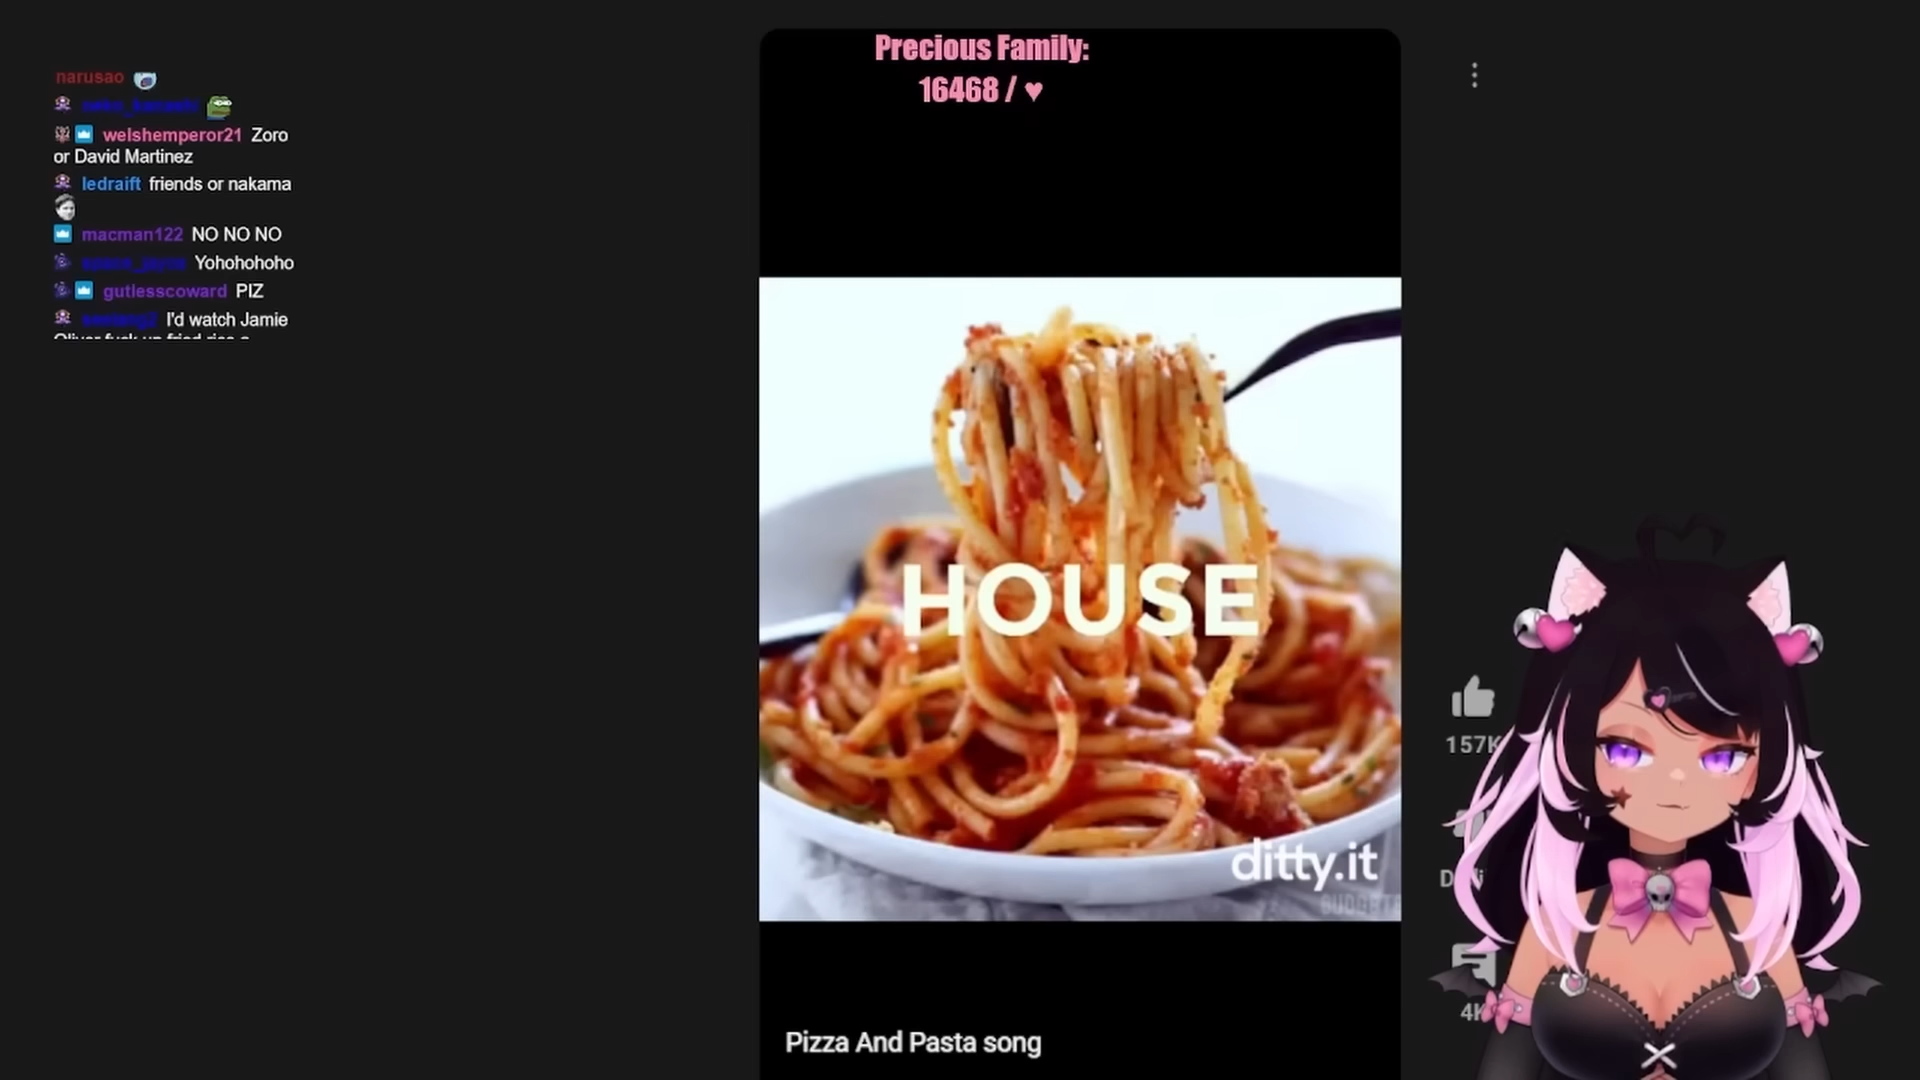 Precious Family:
16468 / ♥
narusao
welshemperor21 Zoro
or David Martinez
ledraift friends or nakama
macman122 NO NO NO
Yohohohoho
gutlesscoward PIZ
I'd watch Jamie
HOUSE
ditty.it
157K
4K
Pizza And Pasta song